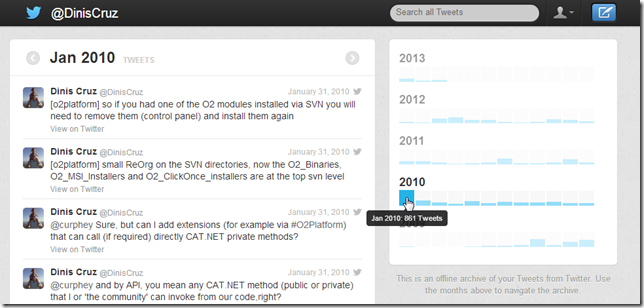 @DinisCruz
Search all Tweets
Jan 2010 TWEETS
Dinis Cruz @DinisCruz January 31, 2010
[o2platform] so if you had one of the O2 modules installed via SVN you will
need to remove them (control panel) and install them again
View on Twitter
Dinis Cruz @DinisCruz January 31, 2010
[o2platform] small ReOrg on the SVN directories, now the O2_Binaries,
O2_MSI_Installers and O2_ClickOnce_installers are at the top svn level
View on Twitter
Dinis Cruz @DinisCruz January 31, 2010
@curphey Sure, but can I add extensions (for example via #O2Platform)
that can call (if required) directly CAT.NET private methods?
View on Twitter
Dinis Cruz @DinisCruz January 31, 2010
@curphey and by API, you mean any CAT.NET method (public or private)
that I or 'the community' can invoke from our code,right?
2013
2012
2011
2010
Jan 2010: 861 Tweets
This is an offline archive of your Tweets from Twitter. Use
the months above to navigate the archive.